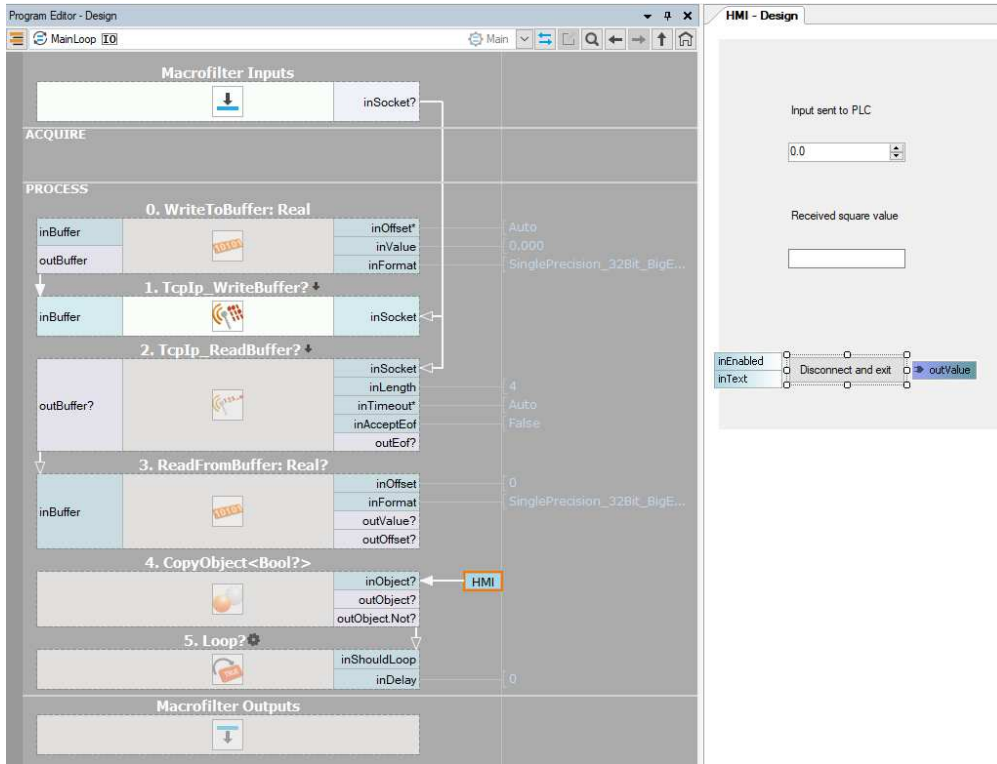 Program Editor - Design
MainLoop IO
Main
Macrofilter Inputs
inSocket?
ACQUIRE
PROCESS
0. WriteToBuffer: Real
inBuffer
outBuffer
inOffset* Auto
inValue 0.000
inFormat SinglePrecision_32Bit_BigE...
1. TcpIp_WriteBuffer?
inBuffer
inSocket
2. TcpIp_ReadBuffer?
outBuffer?
inSocket
inLength 4
inTimeout* Auto
inAcceptEof False
outEof?
3. ReadFromBuffer: Real?
inBuffer
inOffset 0
inFormat SinglePrecision_32Bit_BigE...
outValue?
outOffset?
4. CopyObject<Bool?>
inObject? HMI
outObject?
outObject.Not?
5. Loop?
inShouldLoop
inDelay 0
Macrofilter Outputs
HMI - Design
Input sent to PLC
0.0
Received square value
inEnabled
inText
Disconnect and exit
outValue